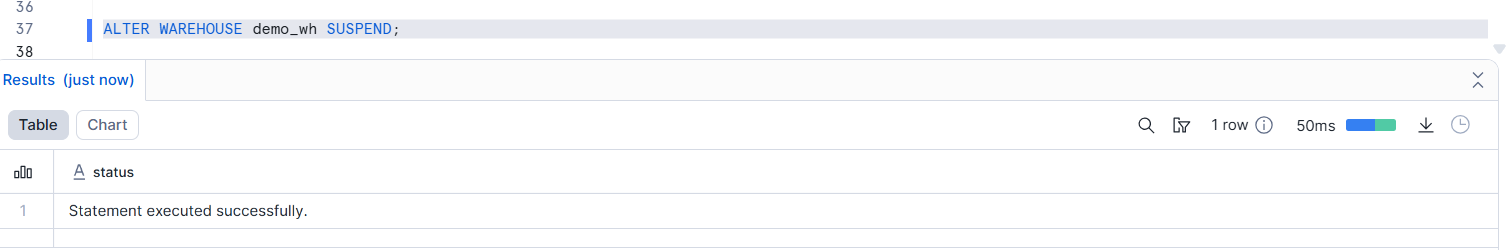 36
37 ALTER WAREHOUSE demo_wh SUSPEND;
38
Results (just now)
Table Chart 1 row 50ms
A status
1 Statement executed successfully.